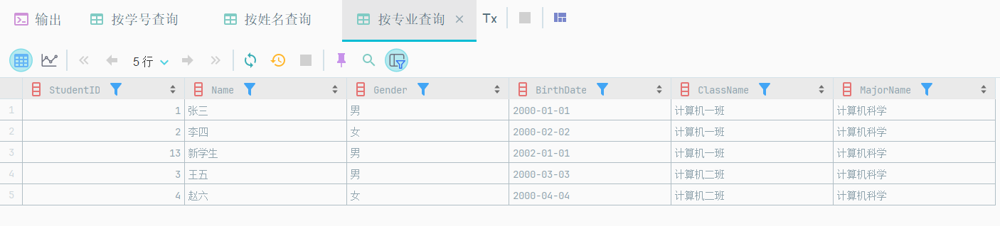 输出 按学号查询 按姓名查询 按专业查询 Tx
5 行
StudentID Name Gender BirthDate ClassName MajorName
1 1 张三 男 2000-01-01 计算机一班 计算机科学
2 2 李四 女 2000-02-02 计算机一班 计算机科学
3 13 新学生 男 2002-01-01 计算机一班 计算机科学
4 3 王五 男 2000-03-03 计算机二班 计算机科学
5 4 赵六 女 2000-04-04 计算机二班 计算机科学